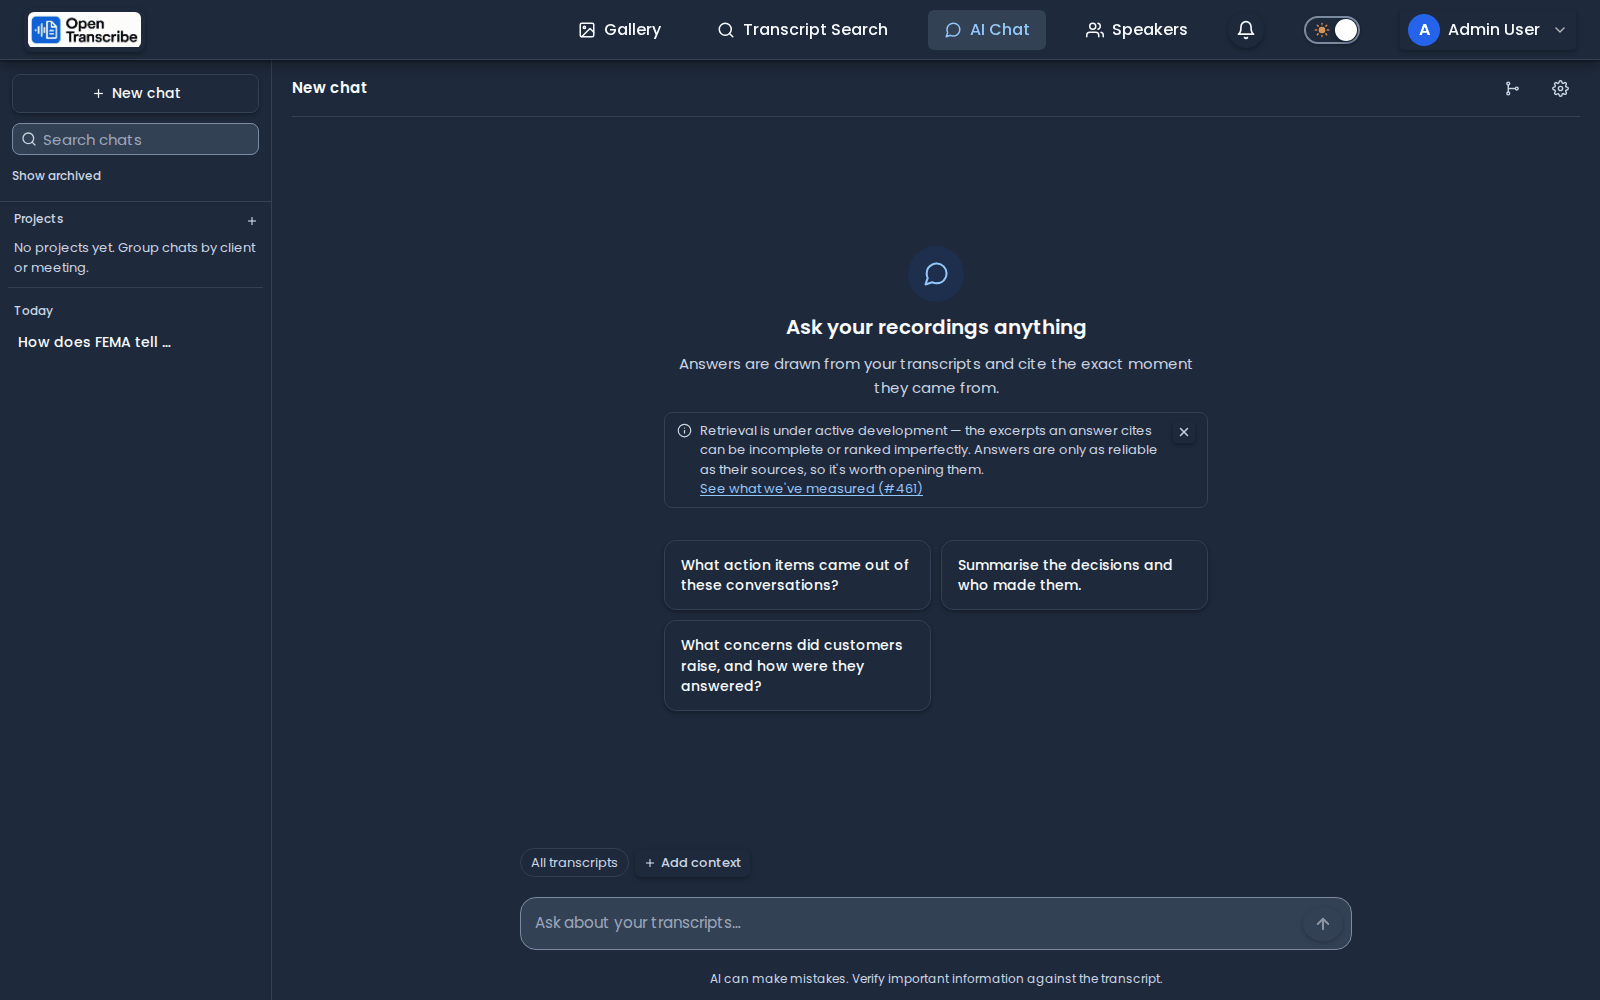 Open
Transcribe
Gallery
Transcript Search
AI Chat
Speakers
A
Admin User
+ New chat
Search chats
Show archived
Projects
+
No projects yet. Group chats by client
or meeting.
Today
How does FEMA tell ...
New chat
Ask your recordings anything
Answers are drawn from your transcripts and cite the exact moment
they came from.
Retrieval is under active development — the excerpts an answer cites
can be incomplete or ranked imperfectly. Answers are only as reliable
as their sources, so it's worth opening them.
See what we've measured (#461)
What action items came out of
these conversations?
Summarise the decisions and
who made them.
What concerns did customers
raise, and how were they
answered?
All transcripts
+ Add context
Ask about your transcripts...
AI can make mistakes. Verify important information against the transcript.